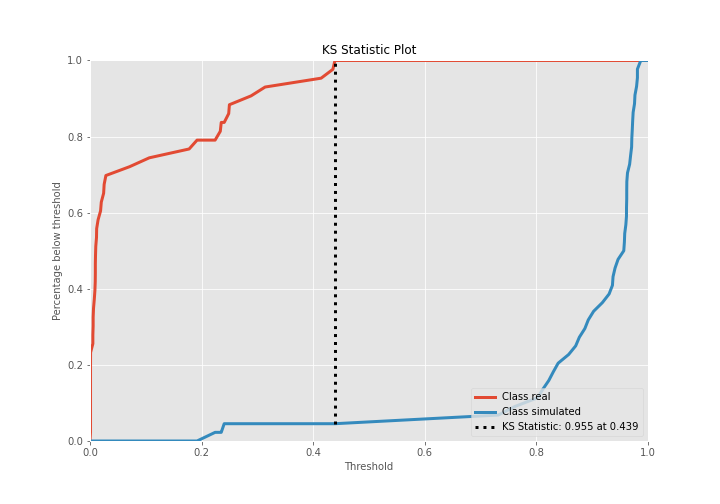 KS Statistic Plot
1.0
0.8
0.6
0.4
0.2
0.0
Percentage below threshold
0.0 0.2 0.4 0.6 0.8 1.0
Threshold
Class real
Class simulated
KS Statistic: 0.955 at 0.439